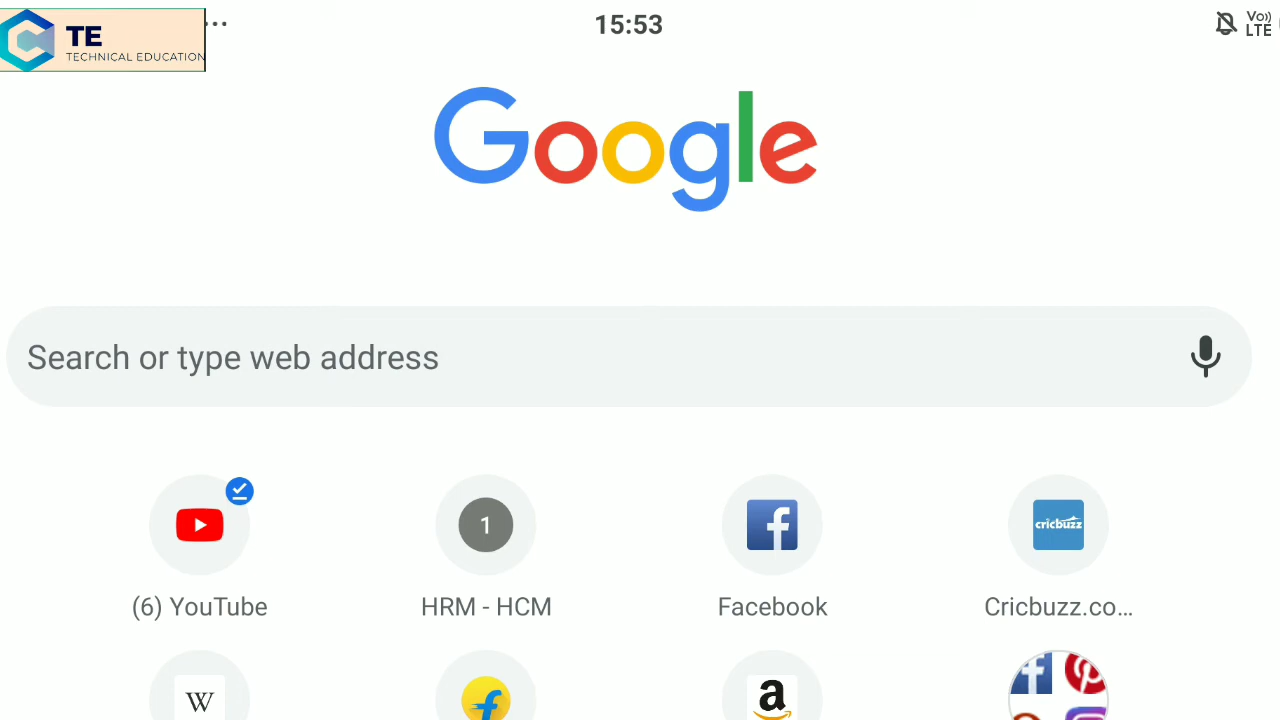 TE
TECHNICAL EDUCATION
...
15:53
Vo)) LTE
Google
Search or type web address
1
cricbuzz
(6) YouTube
HRM - HCM
Facebook
Cricbuzz.co...
W
a